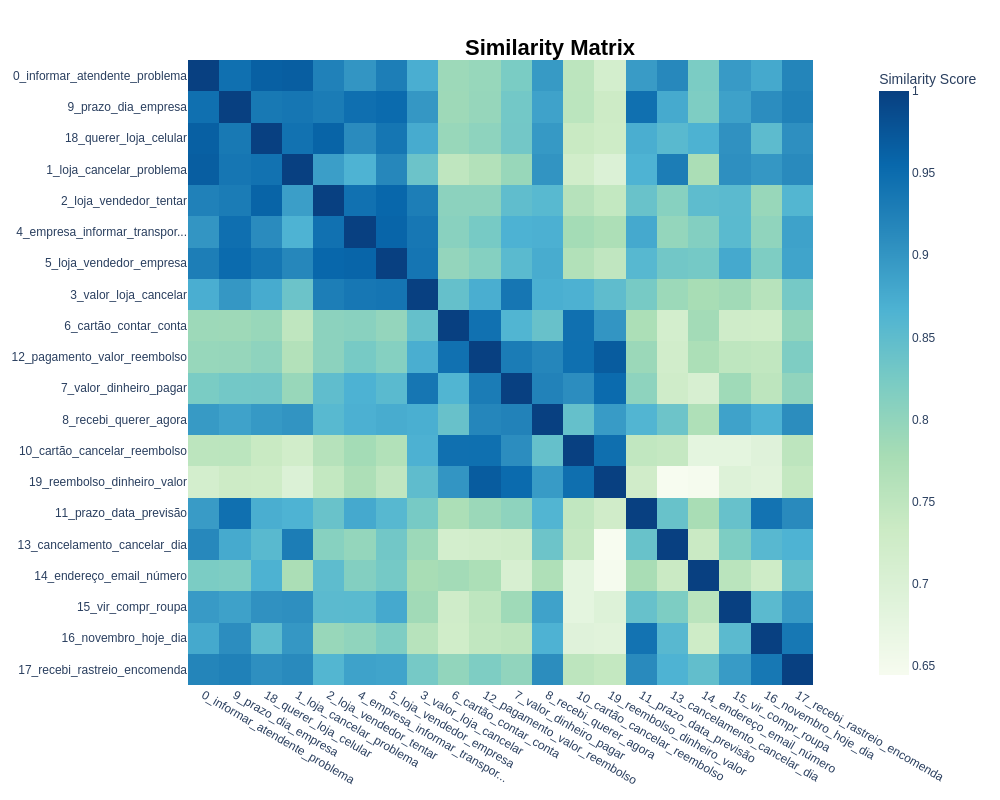 Similarity Matrix
Similarity Score
0_informar_atendente_problema
9_prazo_dia_empresa
18_querer_loja_celular
1_loja_cancelar_problema
2_loja_vendedor_tentar
4_empresa_informar_transpor...
5_loja_vendedor_empresa
3_valor_loja_cancelar
6_cartão_contar_conta
12_pagamento_valor_reembolso
7_valor_dinheiro_pagar
8_recebi_querer_agora
10_cartão_cancelar_reembolso
19_reembolso_dinheiro_valor
11_prazo_data_previsão
13_cancelamento_cancelar_dia
14_endereço_email_número
15_vir_compr_roupa
16_novembro_hoje_dia
17_recebi_rastreio_encomenda
1
0.95
0.9
0.85
0.8
0.75
0.7
0.65
0_informar_atendente_problema
9_prazo_dia_empresa
18_querer_loja_celular
1_loja_cancelar_problema
2_loja_vendedor_tentar
4_empresa_informar_transpor...
5_loja_vendedor_empresa
3_valor_loja_cancelar
6_cartão_contar_conta
12_pagamento_valor_reembolso
7_valor_dinheiro_pagar
8_recebi_querer_agora
10_cartão_cancelar_reembolso
19_reembolso_dinheiro_valor
11_prazo_data_previsão
13_cancelamento_cancelar_dia
14_endereço_email_número
15_vir_compr_roupa
16_novembro_hoje_dia
17_recebi_rastreio_encomenda